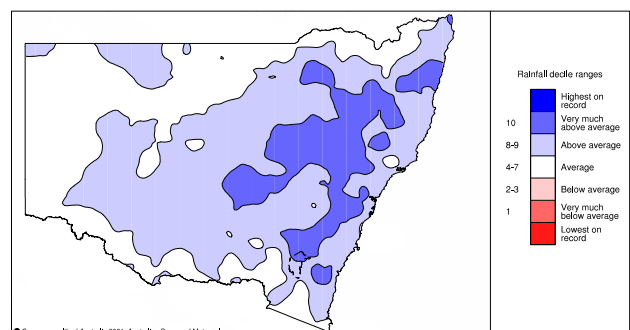 Rainfall decile ranges
Highest on
record
10
Very much
above average
8-9
Above average
4-7
Average
2-3
Below average
1
Very much
below average
Lowest on
record